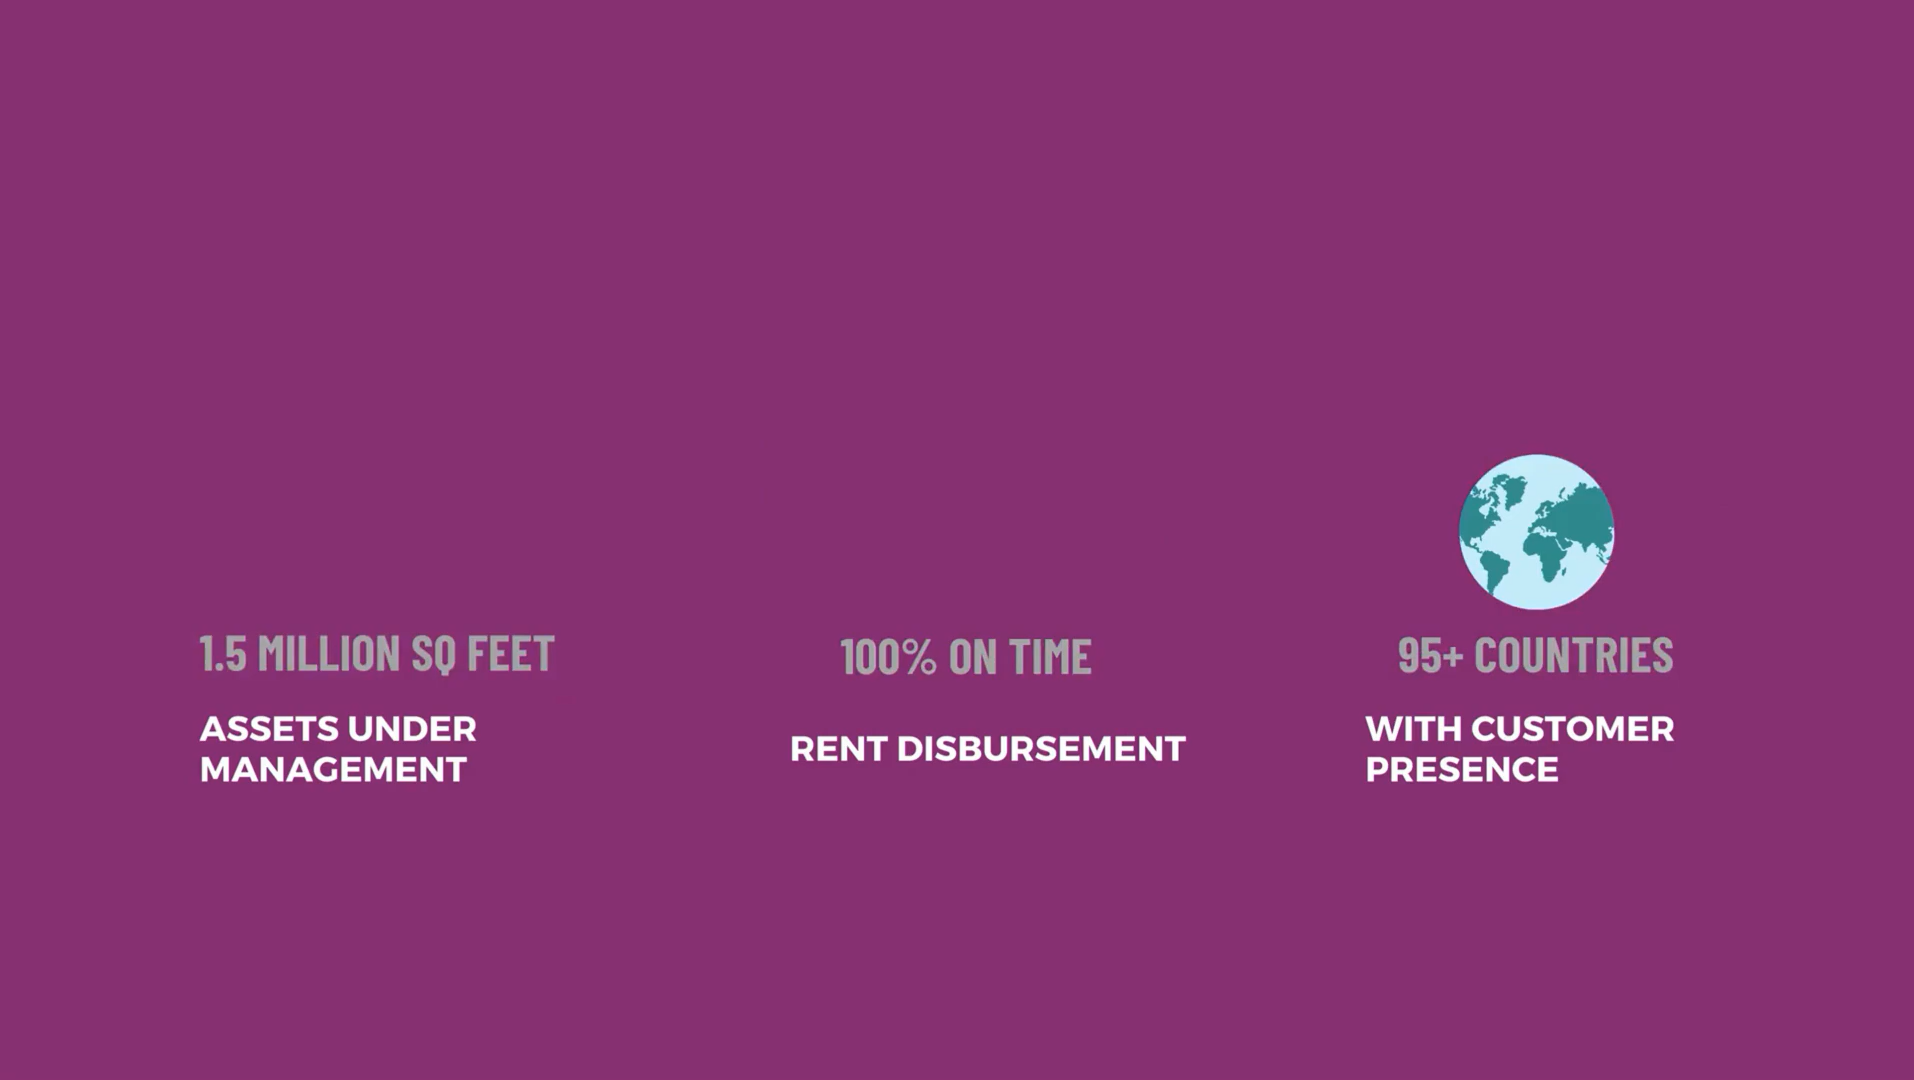 1.5 MILLION SQ FEET
ASSETS UNDER
MANAGEMENT
100% ON TIME
RENT DISBURSEMENT
95+ COUNTRIES
WITH CUSTOMER
PRESENCE